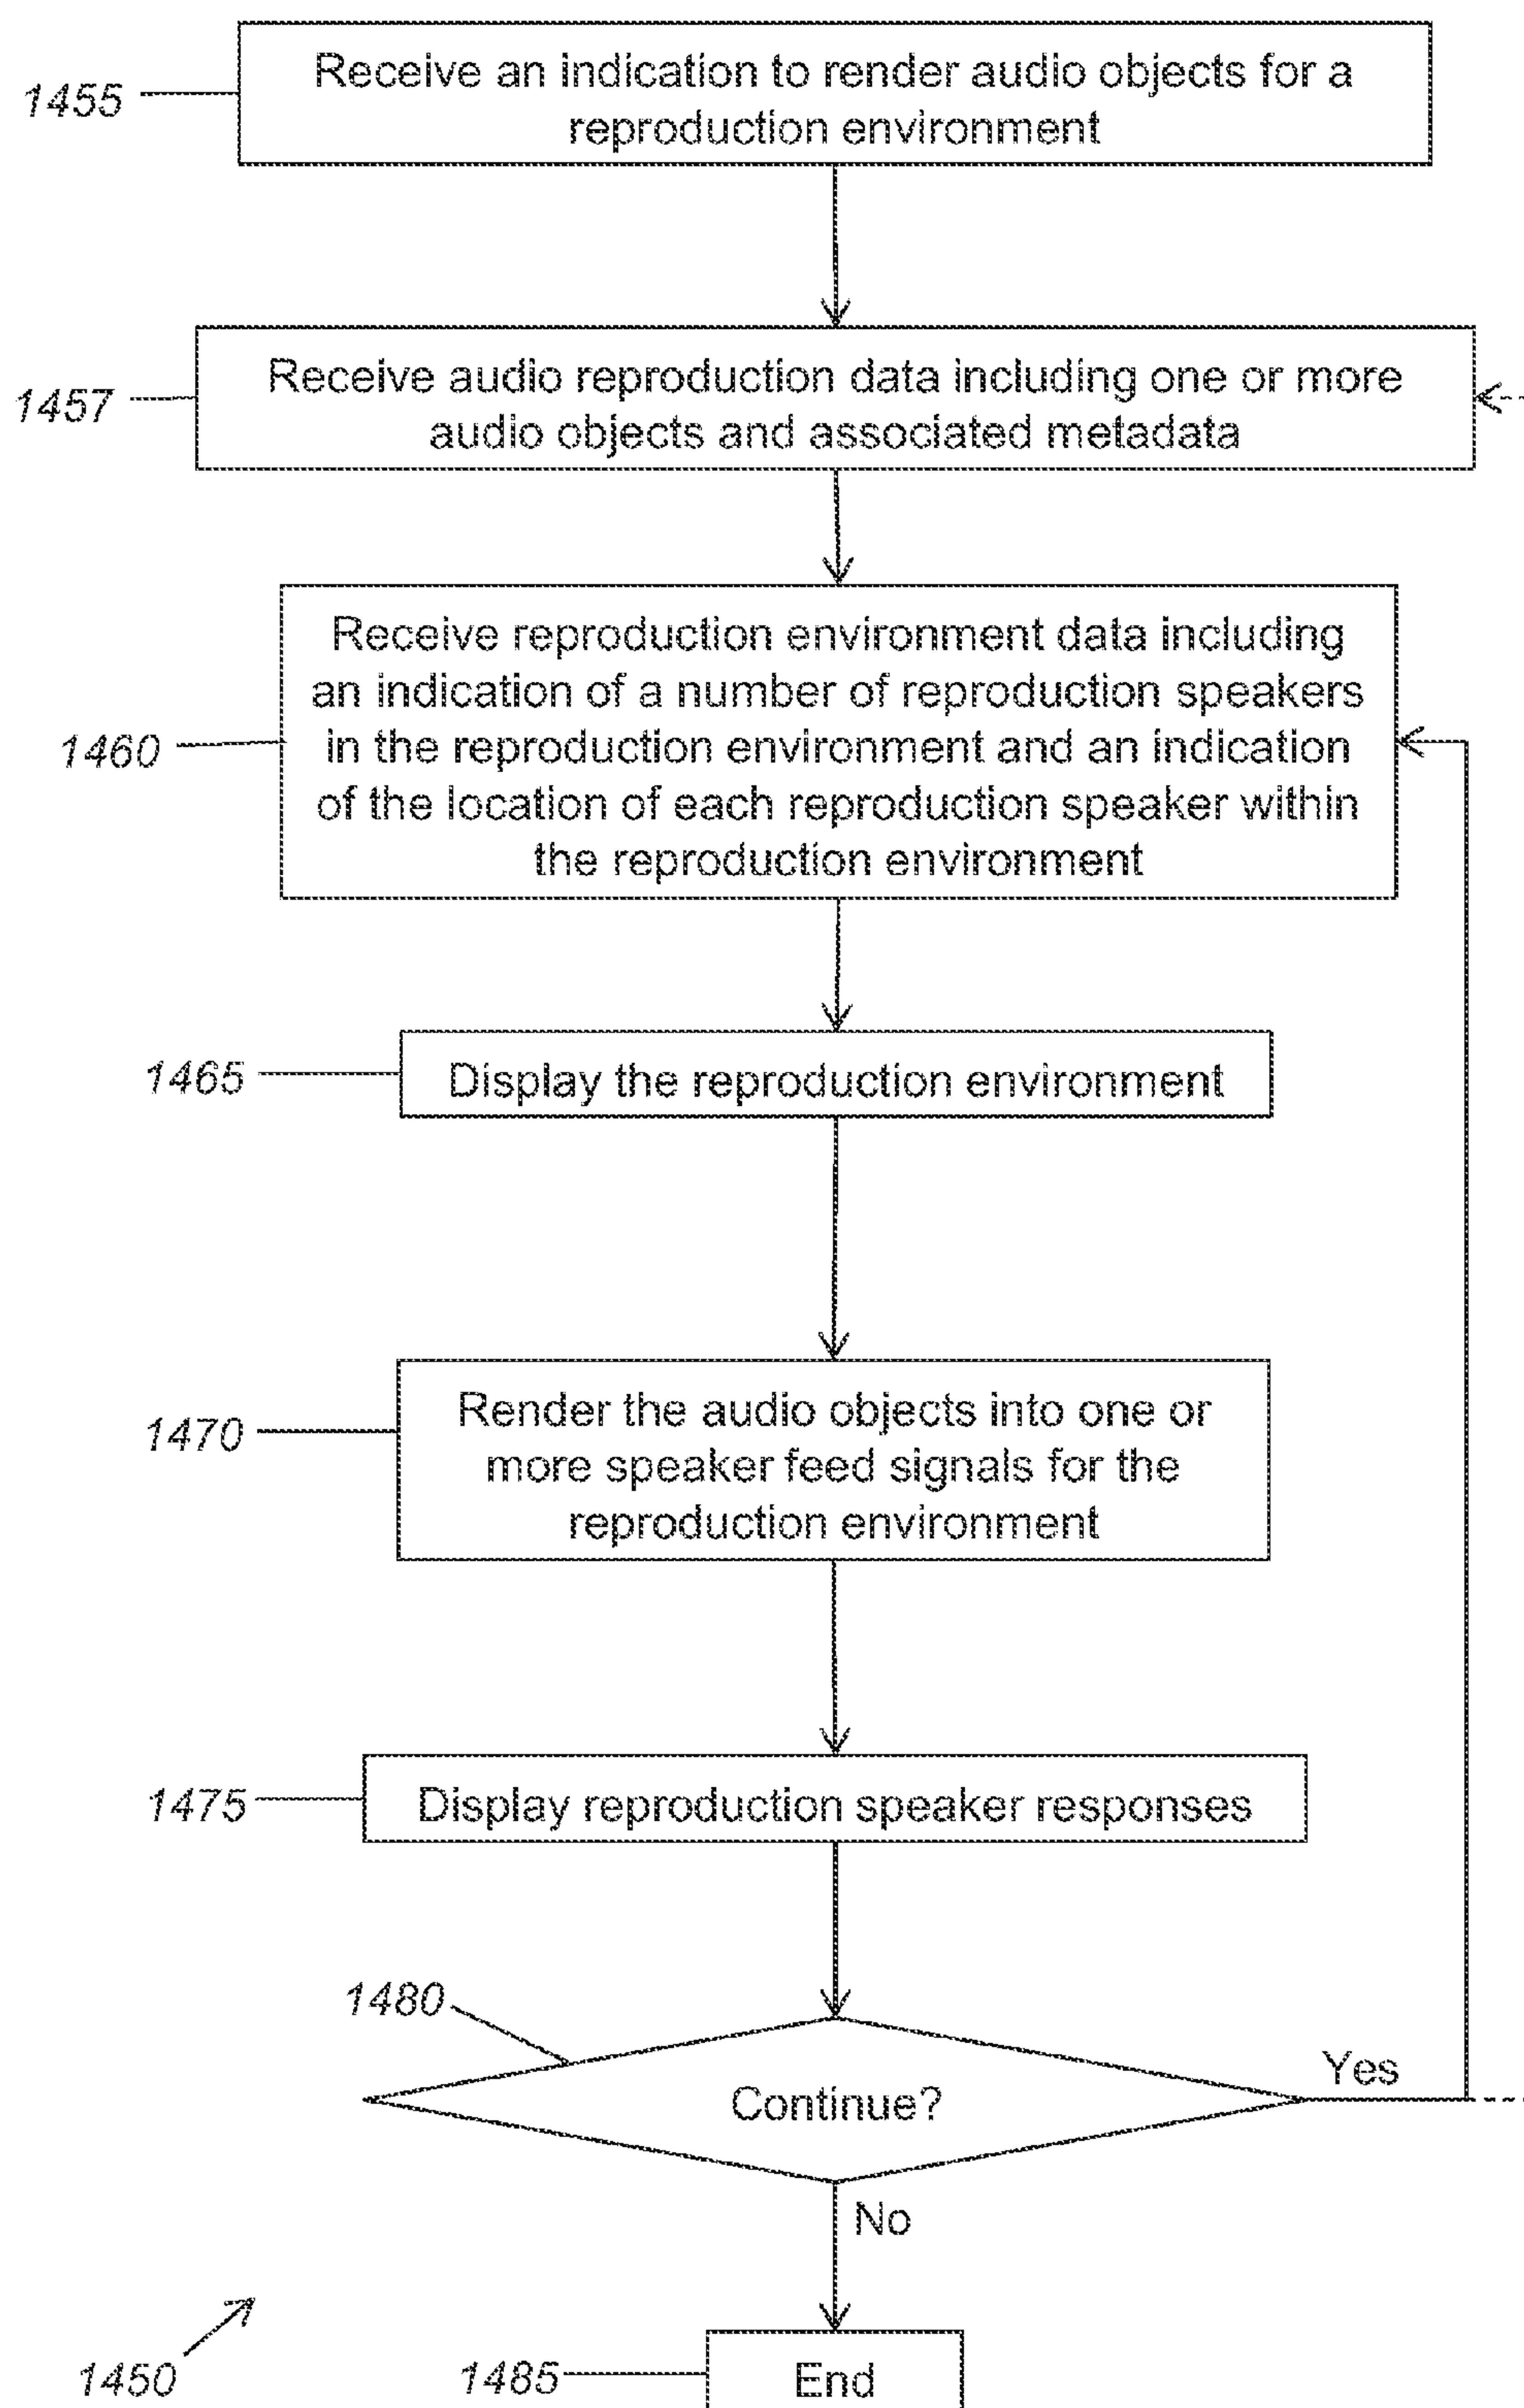 1455
Receive an indication to render audio objects for a
reproduction environment
1457
Receive audio reproduction data including one or more
audio objects and associated metadata
1460
Receive reproduction environment data including
an indication of a number of reproduction speakers
in the reproduction environment and an indication
of the location of each reproduction speaker within
the reproduction environment
1465
Display the reproduction environment
1470
Render the audio objects into one or
more speaker feed signals for the
reproduction environment
1475
Display reproduction speaker responses
1480
Continue?
Yes
No
1450
1485
End